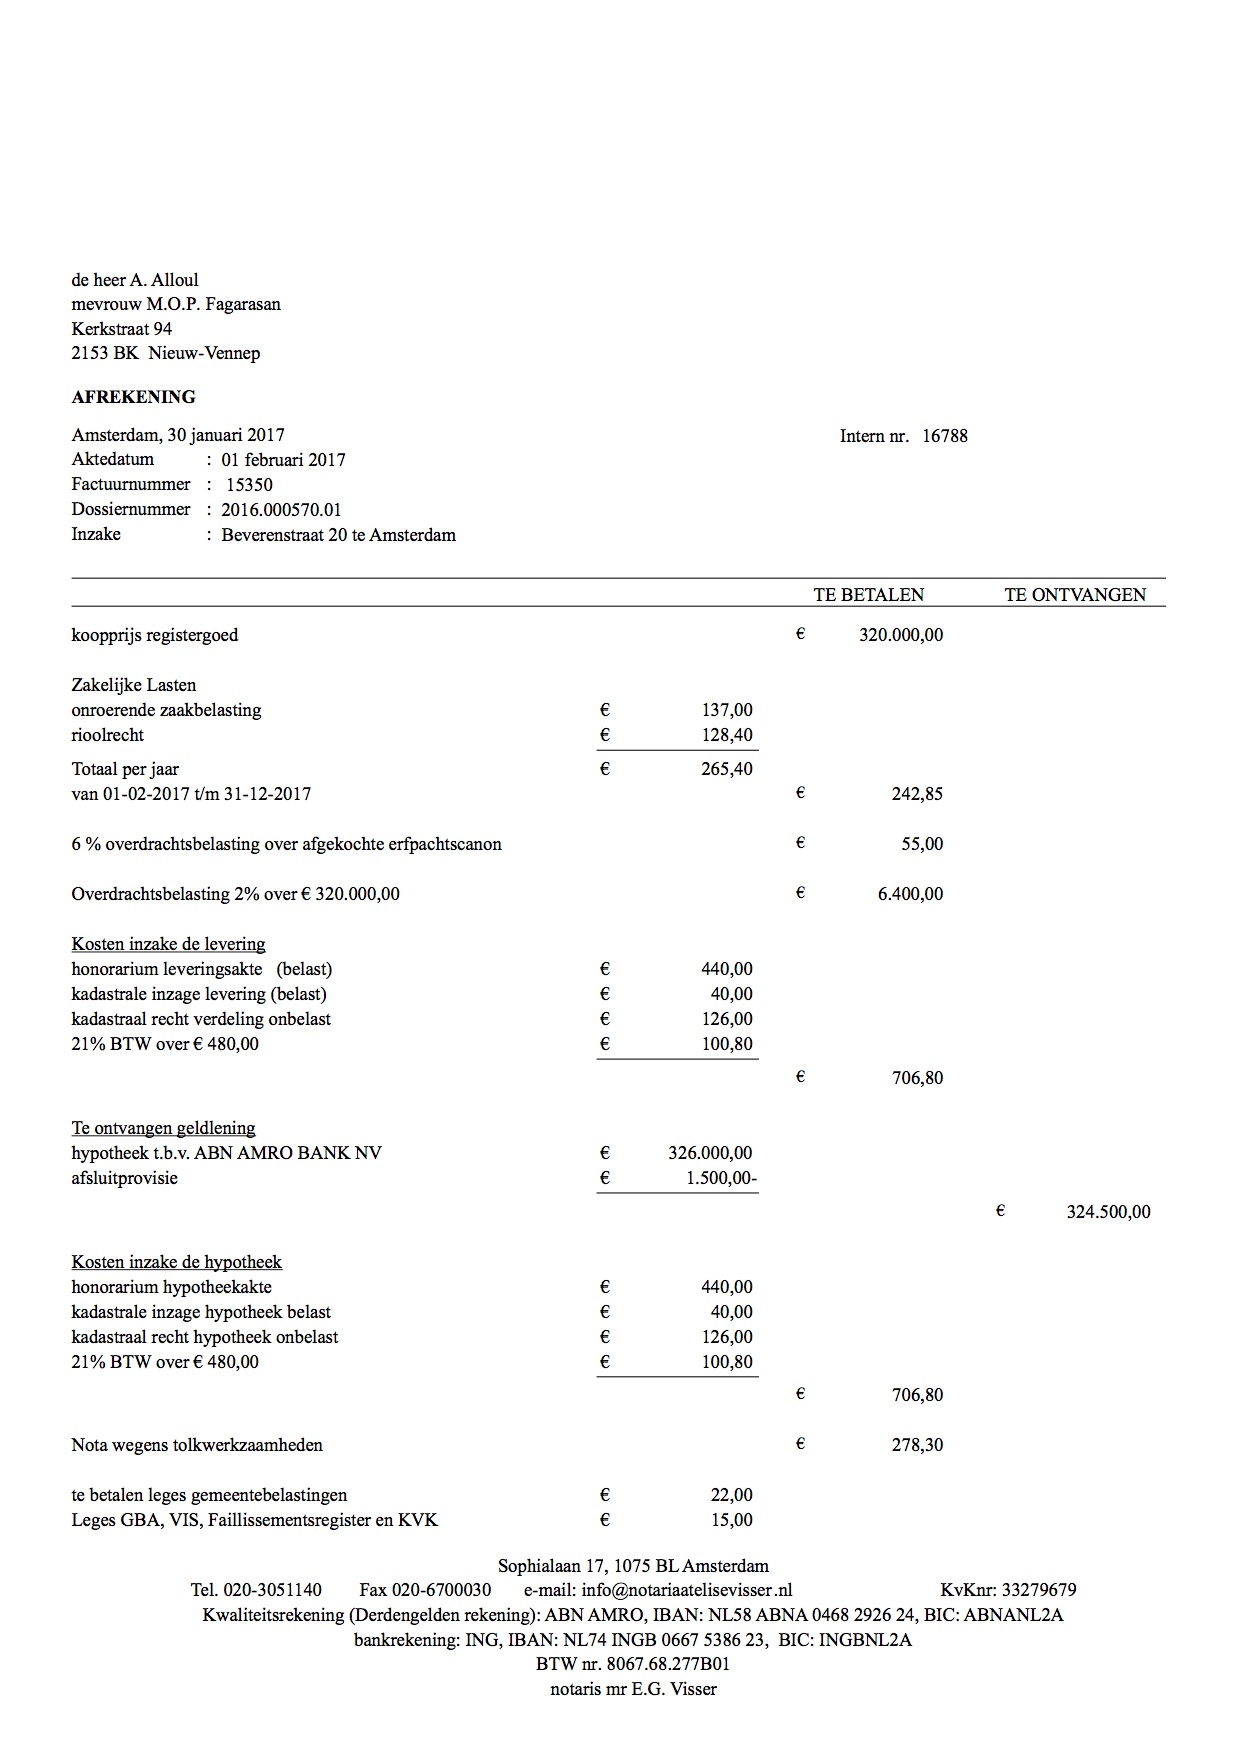 de heer A. Alloul
mevrouw M.O.P. Fagarasan
Kerkstraat 94
2153 BK  Nieuw-Vennep
AFREKENING
Amsterdam, 30 januari 2017 Intern nr. 16788
Aktedatum : 01 februari 2017
Factuurnummer : 15350
Dossiernummer : 2016.000570.01
Inzake : Beverenstraat 20 te Amsterdam
TE BETALEN TE ONTVANGEN
koopprijs registergoed € 320.000,00
Zakelijke Lasten
onroerende zaakbelasting € 137,00
rioolrecht € 128,40
Totaal per jaar € 265,40
van 01-02-2017 t/m 31-12-2017 € 242,85
6 % overdrachtsbelasting over afgekochte erfpachtscanon € 55,00
Overdrachtsbelasting 2% over € 320.000,00 € 6.400,00
Kosten inzake de levering
honorarium leveringsakte (belast) € 440,00
kadastrale inzage levering (belast) € 40,00
kadastraal recht verdeling onbelast € 126,00
21% BTW over € 480,00 € 100,80
€ 706,80
Te ontvangen geldlening
hypotheek t.b.v. ABN AMRO BANK NV € 326.000,00
afsluitprovisie € 1.500,00-
€ 324.500,00
Kosten inzake de hypotheek
honorarium hypotheekakte € 440,00
kadastrale inzage hypotheek belast € 40,00
kadastraal recht hypotheek onbelast € 126,00
21% BTW over € 480,00 € 100,80
€ 706,80
Nota wegens tolkwerkzaamheden € 278,30
te betalen leges gemeentebelastingen € 22,00
Leges GBA, VIS, Faillissementsregister en KVK € 15,00
Sophialaan 17, 1075 BL Amsterdam
Tel. 020-3051140 Fax 020-6700030 e-mail: info@notariaatelisevisser.nl KvKnr: 33279679
Kwaliteitsrekening (Derdengelden rekening): ABN AMRO, IBAN: NL58 ABNA 0468 2926 24, BIC: ABNANL2A
bankrekening: ING, IBAN: NL74 INGB 0667 5386 23, BIC: INGBNL2A
BTW nr. 8067.68.277B01
notaris mr E.G. Visser